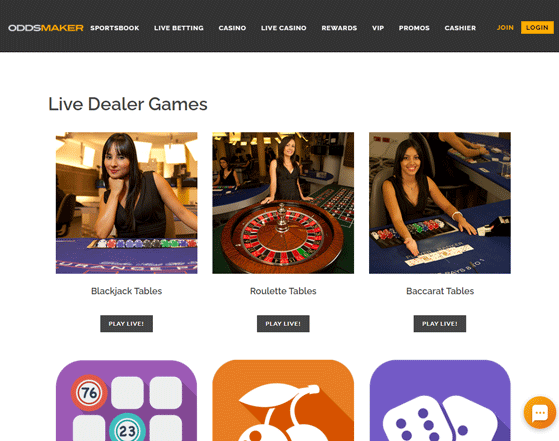 ODDSMAKER SPORTSBOOK LIVE BETTING CASINO LIVE CASINO REWARDS VIP PROMOS CASHIER JOIN LOGIN
Live Dealer Games
Blackjack Tables Roulette Tables Baccarat Tables
PLAY LIVE! PLAY LIVE! PLAY LIVE!
76
23